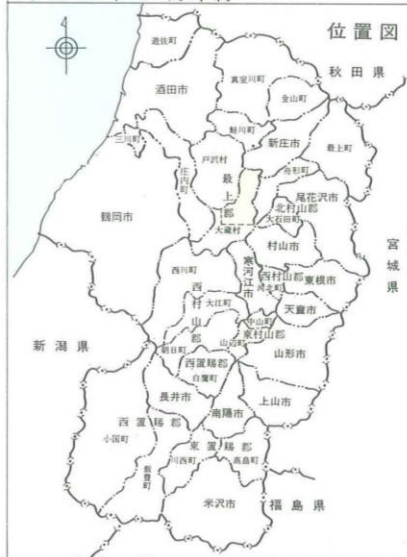 位置図
秋田県
遊佐町
真室川町
酒田市
金山町
鮭川村
新庄市
最上町
三川町
戸沢村
舟形町
庄内町
最上郡
尾花沢市
北村山郡
大石田町
鶴岡市
大蔵村
村山市
宮城県
西川町
寒河江市
西村山郡
河北町
東根市
西村山郡
大江町
天童市
中山町
東村山郡
新潟県
朝日町
山辺町
山形市
西置賜郡
白鷹町
長井市
上山市
南陽市
西置賜郡
小国町
東置賜郡
川西町
高畠町
飯豊町
米沢市
福島県